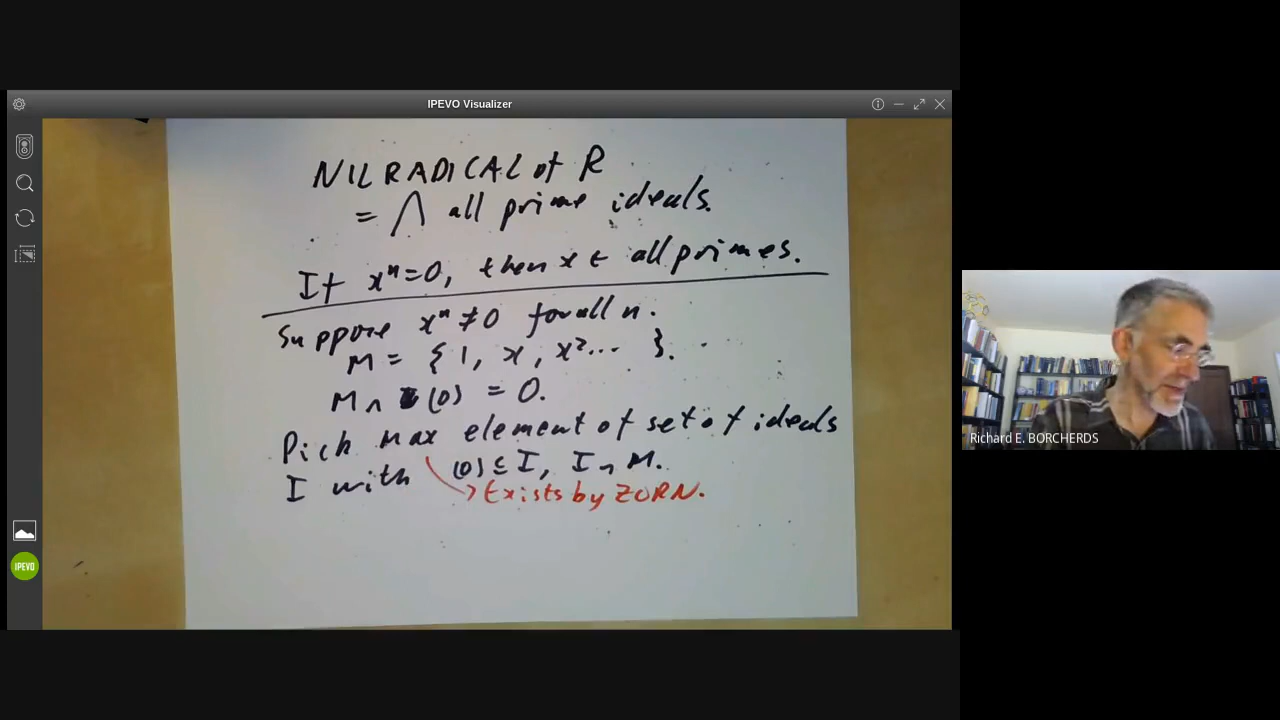 IPEVO Visualizer
NILRADICAL of R
= ∩ all prime ideals.
If xⁿ=0, then x ∈ all primes.
Suppose xⁿ ≠ 0 for all n.
M = { 1, x, x² ... }.
M ∩ (0) = 0.
Pick max element of set of ideals
I with (0) ⊆ I, I ∩ M.
→ Exists by ZORN.
Richard E. BORCHERDS
IPEVO